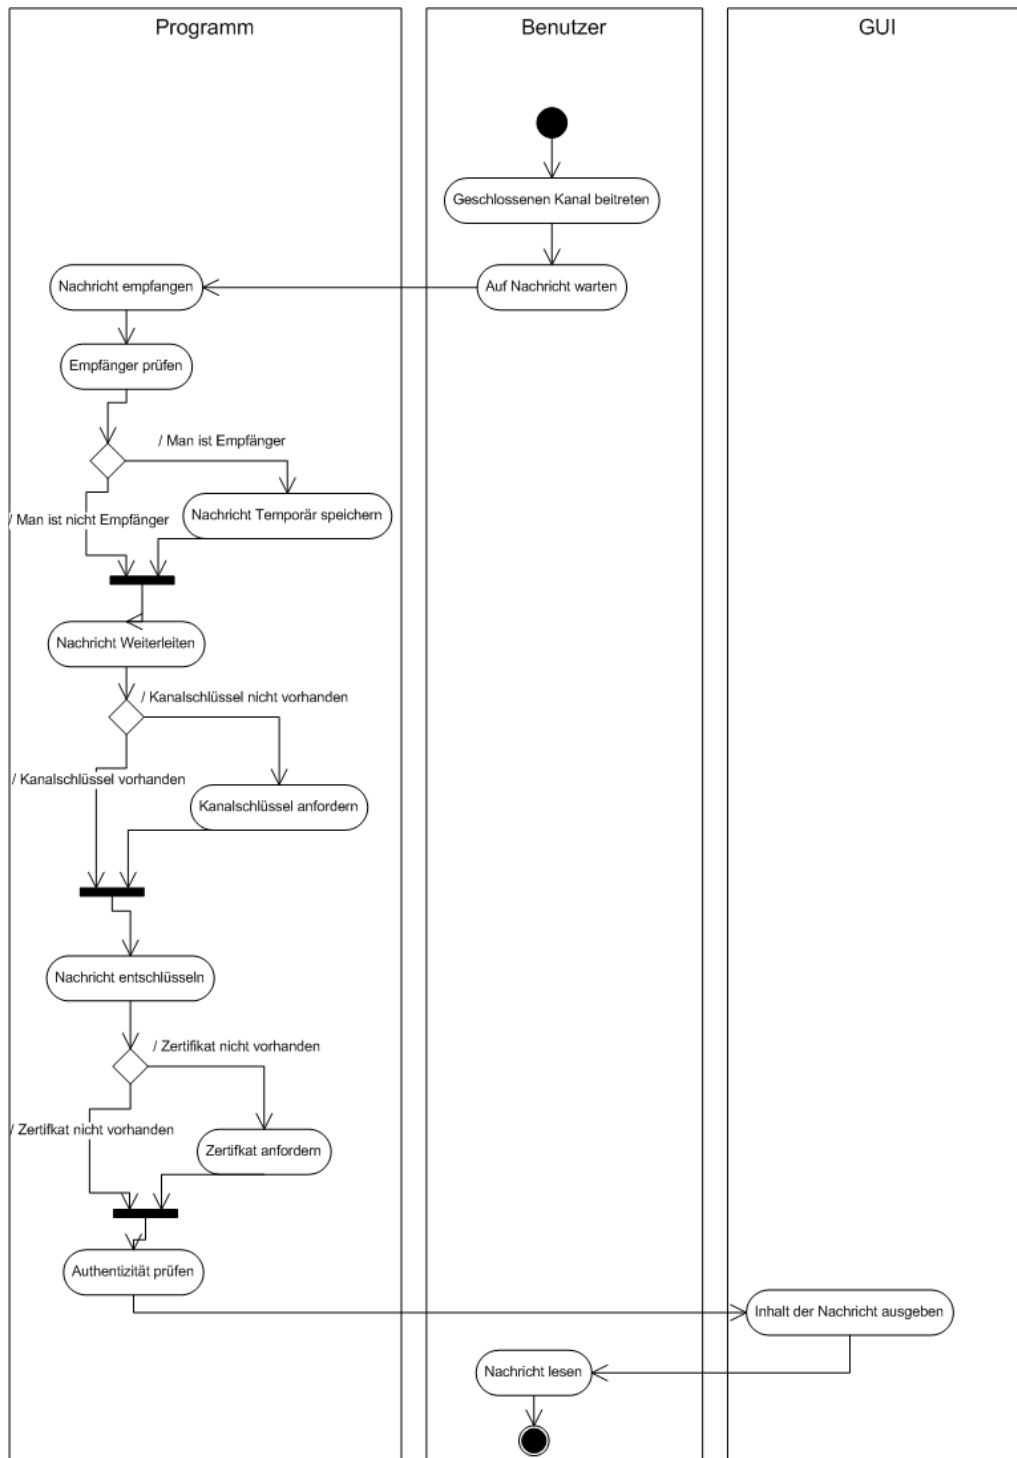 Programm
Benutzer
GUI
Geschlossenen Kanal beitreten
Nachricht empfangen
Auf Nachricht warten
Empfänger prüfen
/ Man ist Empfänger
/ Man ist nicht Empfänger
Nachricht Temporär speichern
Nachricht Weiterleiten
/ Kanalschlüssel nicht vorhanden
/ Kanalschlüssel vorhanden
Kanalschlüssel anfordern
Nachricht entschlüsseln
/ Zertifikat nicht vorhanden
/ Zertifkat nicht vorhanden
Zertifkat anfordern
Authentizität prüfen
Inhalt der Nachricht ausgeben
Nachricht lesen